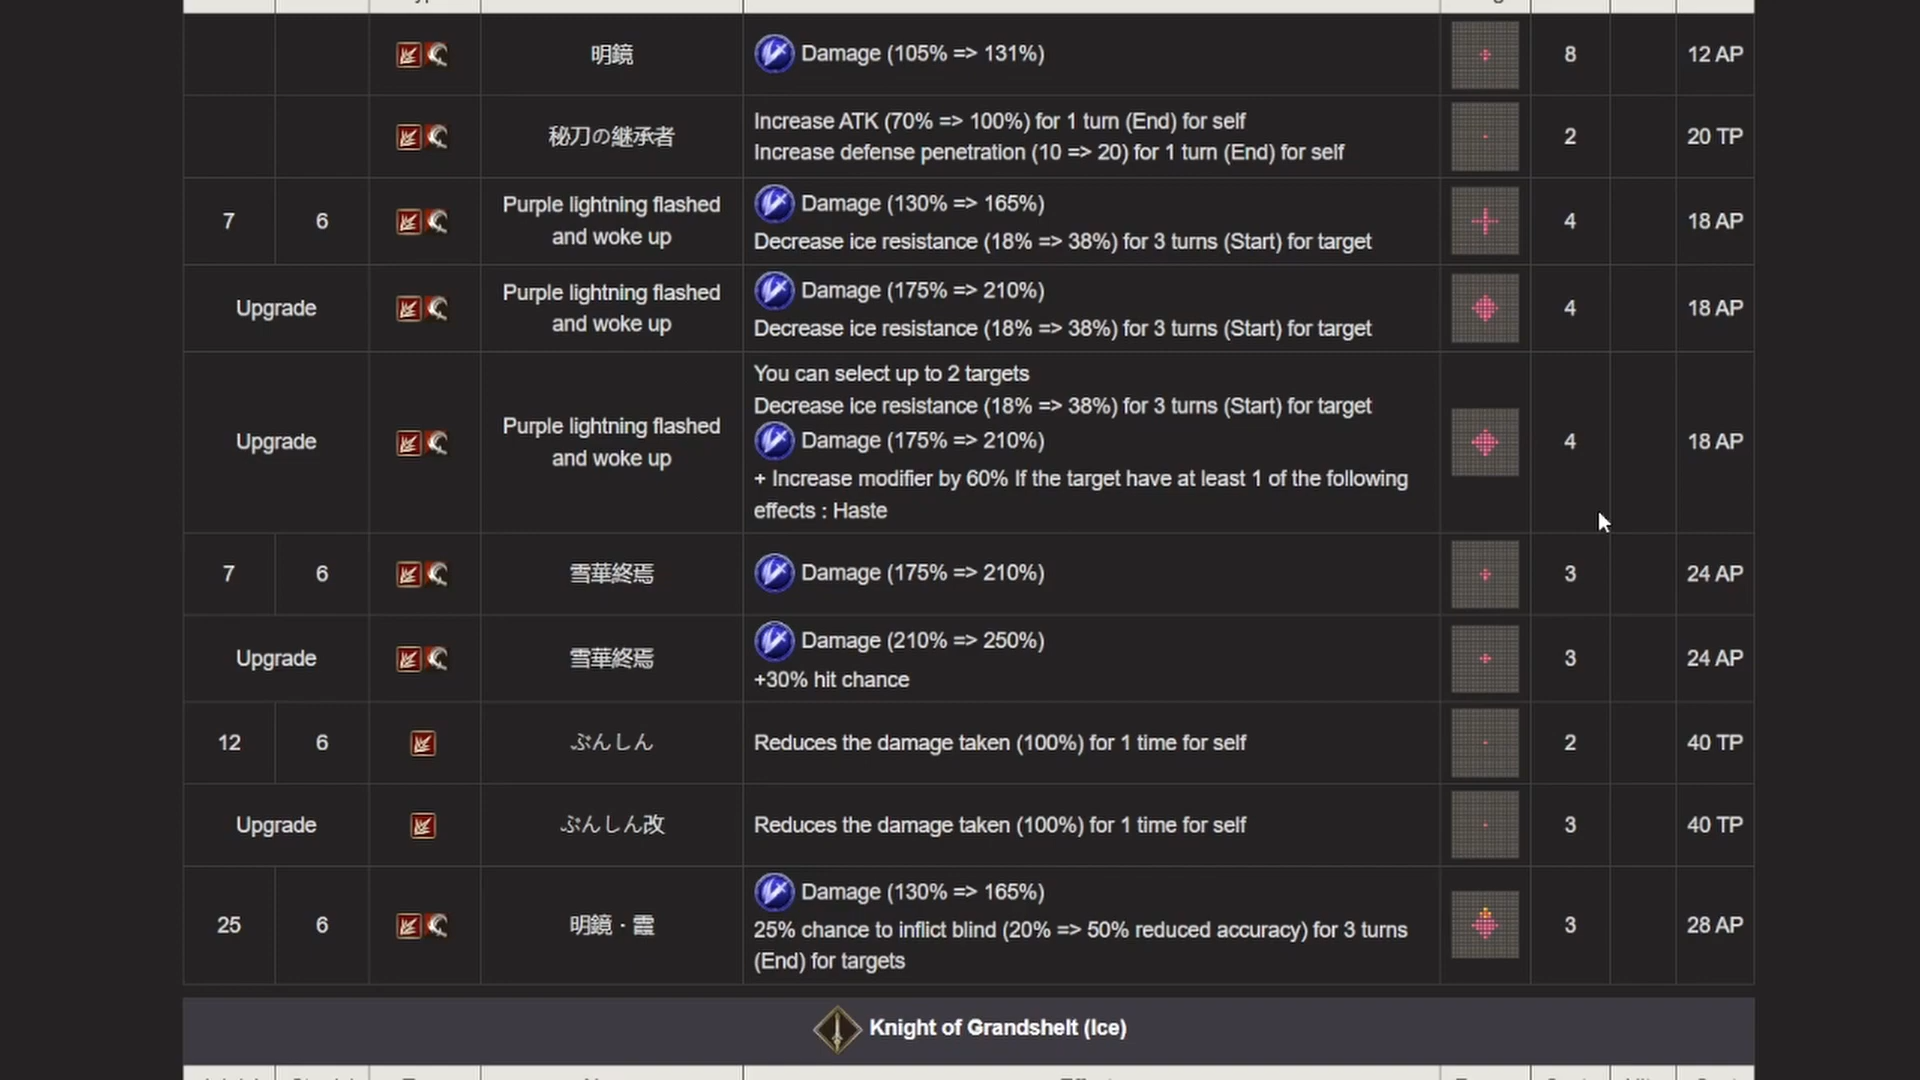 明鏡
Damage (105% => 131%)
8
12 AP
秘刀の継承者
Increase ATK (70% => 100%) for 1 turn (End) for self
Increase defense penetration (10 => 20) for 1 turn (End) for self
2
20 TP
7
6
Purple lightning flashed
and woke up
Damage (130% => 165%)
Decrease ice resistance (18% => 38%) for 3 turns (Start) for target
4
18 AP
Upgrade
Purple lightning flashed
and woke up
Damage (175% => 210%)
Decrease ice resistance (18% => 38%) for 3 turns (Start) for target
4
18 AP
Upgrade
Purple lightning flashed
and woke up
You can select up to 2 targets
Decrease ice resistance (18% => 38%) for 3 turns (Start) for target
Damage (175% => 210%)
+ Increase modifier by 60% If the target have at least 1 of the following
effects : Haste
4
18 AP
7
6
雪華終焉
Damage (175% => 210%)
3
24 AP
Upgrade
雪華終焉
Damage (210% => 250%)
+30% hit chance
3
24 AP
12
6
ぶんしん
Reduces the damage taken (100%) for 1 time for self
2
40 TP
Upgrade
ぶんしん改
Reduces the damage taken (100%) for 1 time for self
3
40 TP
25
6
明鏡・霞
Damage (130% => 165%)
25% chance to inflict blind (20% => 50% reduced accuracy) for 3 turns
(End) for targets
3
28 AP
Knight of Grandshelt (Ice)